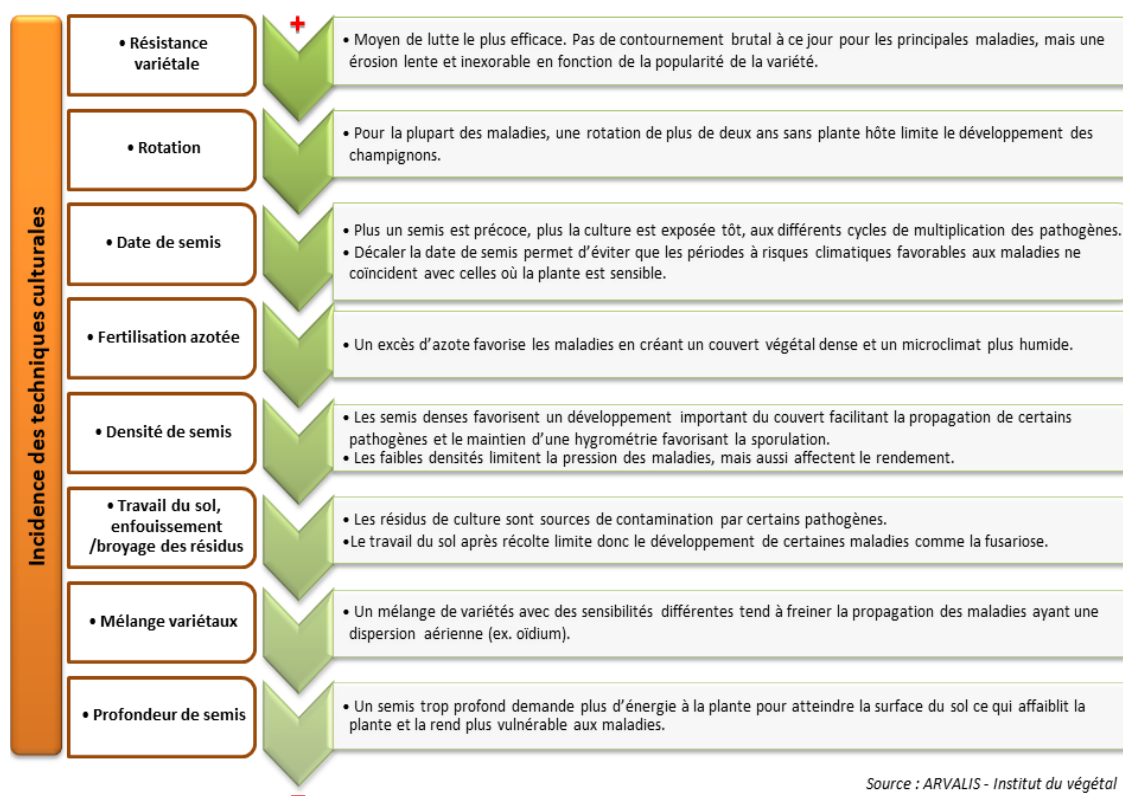 Incidence des techniques culturales
+
• Résistance
variétale
• Moyen de lutte le plus efficace. Pas de contournement brutal à ce jour pour les principales maladies, mais une
érosion lente et inexorable en fonction de la popularité de la variété.
• Rotation
• Pour la plupart des maladies, une rotation de plus de deux ans sans plante hôte limite le développement des
champignons.
• Date de semis
• Plus un semis est précoce, plus la culture est exposée tôt, aux différents cycles de multiplication des pathogènes.
• Décaler la date de semis permet d’éviter que les périodes à risques climatiques favorables aux maladies ne
coïncident avec celles où la plante est sensible.
• Fertilisation azotée
• Un excès d’azote favorise les maladies en créant un couvert végétal dense et un microclimat plus humide.
• Densité de semis
• Les semis denses favorisent un développement important du couvert facilitant la propagation de certains
pathogènes et le maintien d’une hygrométrie favorisant la sporulation.
• Les faibles densités limitent la pression des maladies, mais aussi affectent le rendement.
• Travail du sol,
enfouissement
/broyage des résidus
• Les résidus de culture sont sources de contamination par certains pathogènes.
•Le travail du sol après récolte limite donc le développement de certaines maladies comme la fusariose.
• Mélange variétaux
• Un mélange de variétés avec des sensibilités différentes tend à freiner la propagation des maladies ayant une
dispersion aérienne (ex. oïdium).
• Profondeur de semis
• Un semis trop profond demande plus d’énergie à la plante pour atteindre la surface du sol ce qui affaiblit la
plante et la rend plus vulnérable aux maladies.
Source : ARVALIS - Institut du végétal